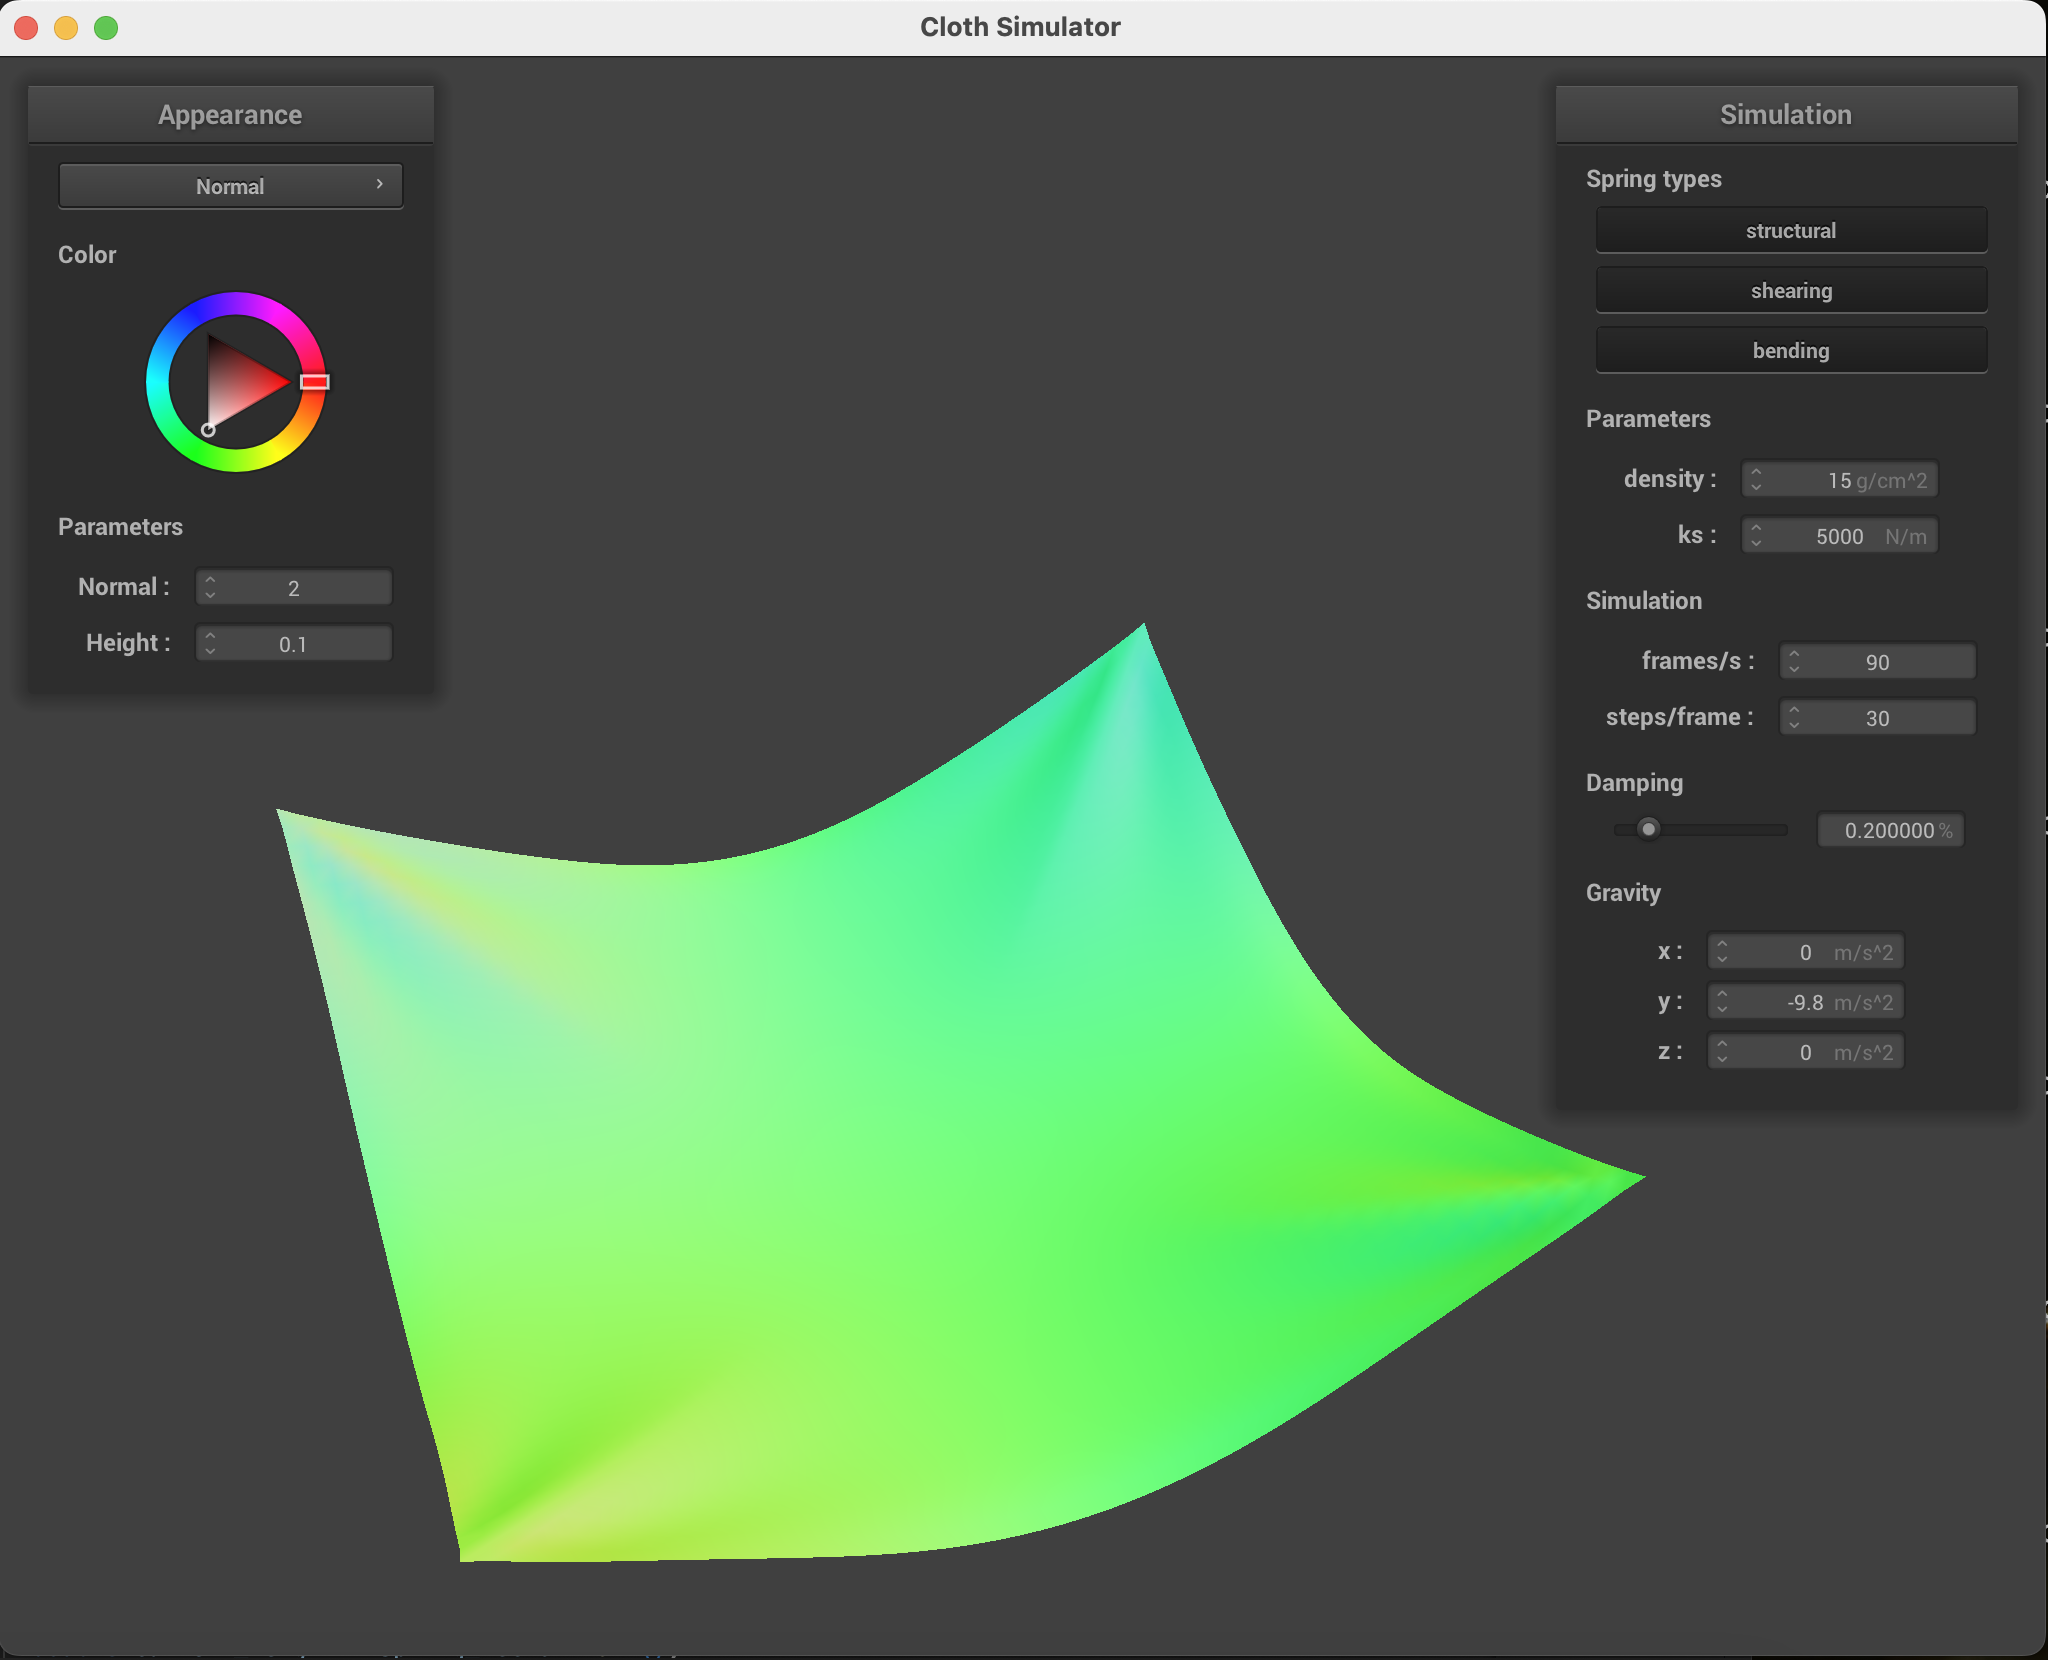 Cloth Simulator
Appearance
Normal
Color
Parameters
Normal : 2
Height : 0.1
Simulation
Spring types
structural
shearing
bending
Parameters
density : 15 g/cm^2
ks : 5000 N/m
Simulation
frames/s : 90
steps/frame : 30
Damping
0.200000 %
Gravity
x : 0 m/s^2
y : -9.8 m/s^2
z : 0 m/s^2